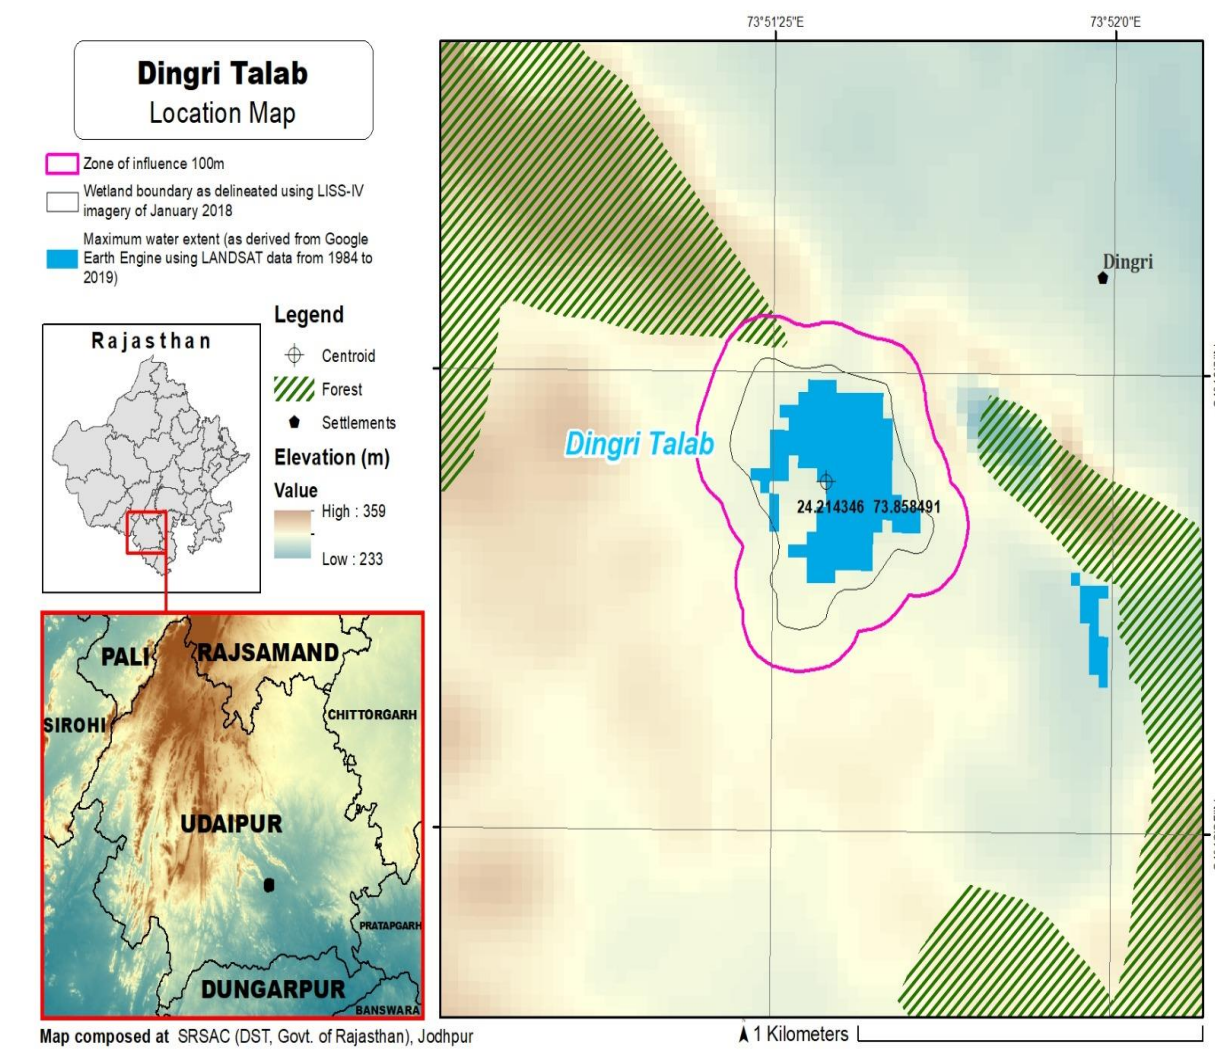 Dingri Talab
Location Map
Zone of influence 100m
Wetland boundary as delineated using LISS-IV
imagery of January 2018
Maximum water extent (as derived from Google
Earth Engine using LANDSAT data from 1984 to
2019)
Rajasthan
Legend
Centroid
Forest
Settlements
Elevation (m)
Value
High : 359
Low : 233
PALI
RAJSAMAND
SIROHI
CHITTORGARH
UDAIPUR
PRATAPGARH
DUNGARPUR
BANSWARA
Map composed at SRSAC (DST, Govt. of Rajasthan), Jodhpur
73°51'25"E
73°52'0"E
Dingri
Dingri Talab
24.214346 73.858491
1 Kilometers